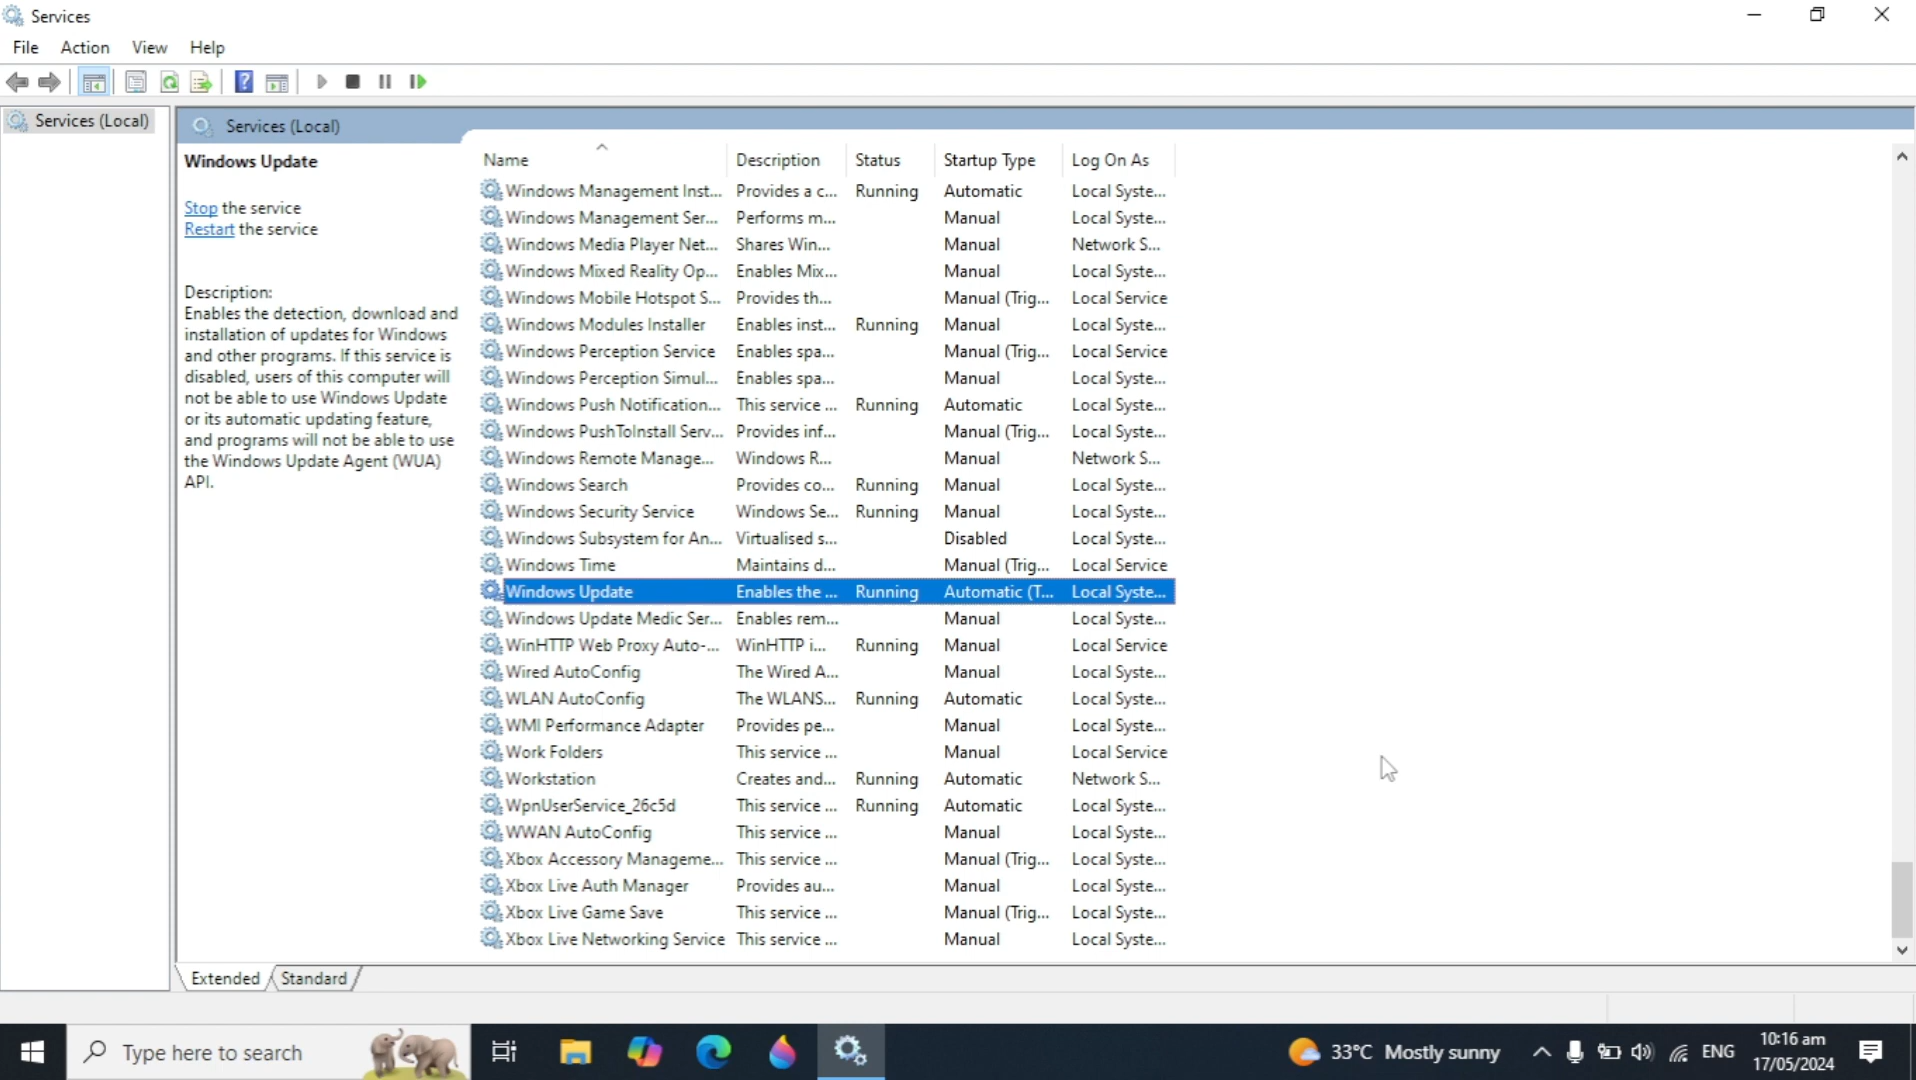 Services
File Action View Help
Services (Local)
Services (Local)
Windows Update
Stop the service
Restart the service
Description:
Enables the detection, download and
installation of updates for Windows
and other programs. If this service is
disabled, users of this computer will
not be able to use Windows Update
or its automatic updating feature,
and programs will not be able to use
the Windows Update Agent (WUA)
API.
Name Description Status Startup Type Log On As
Windows Management Inst... Provides a c... Running Automatic Local Syste...
Windows Management Ser... Performs m... Manual Local Syste...
Windows Media Player Net... Shares Win... Manual Network S...
Windows Mixed Reality Op... Enables Mix... Manual Local Syste...
Windows Mobile Hotspot S... Provides th... Manual (Trig... Local Service
Windows Modules Installer Enables inst... Running Manual Local Syste...
Windows Perception Service Enables spa... Manual (Trig... Local Service
Windows Perception Simul... Enables spa... Manual Local Syste...
Windows Push Notification... This service ... Running Automatic Local Syste...
Windows PushToInstall Serv... Provides inf... Manual (Trig... Local Syste...
Windows Remote Manage... Windows R... Manual Network S...
Windows Search Provides co... Running Manual Local Syste...
Windows Security Service Windows Se... Running Manual Local Syste...
Windows Subsystem for An... Virtualised s... Disabled Local Syste...
Windows Time Maintains d... Manual (Trig... Local Service
Windows Update Enables the ... Running Automatic (T... Local Syste...
Windows Update Medic Ser... Enables rem... Manual Local Syste...
WinHTTP Web Proxy Auto-... WinHTTP i... Running Manual Local Service
Wired AutoConfig The Wired A... Manual Local Syste...
WLAN AutoConfig The WLANS... Running Automatic Local Syste...
WMI Performance Adapter Provides pe... Manual Local Syste...
Work Folders This service ... Manual Local Service
Workstation Creates and... Running Automatic Network S...
WpnUserService_26c5d This service ... Running Automatic Local Syste...
WWAN AutoConfig This service ... Manual Local Syste...
Xbox Accessory Manageme... This service ... Manual (Trig... Local Syste...
Xbox Live Auth Manager Provides au... Manual Local Syste...
Xbox Live Game Save This service ... Manual (Trig... Local Syste...
Xbox Live Networking Service This service ... Manual Local Syste...
Extended Standard
Type here to search
33°C Mostly sunny
ENG
10:16 am
17/05/2024